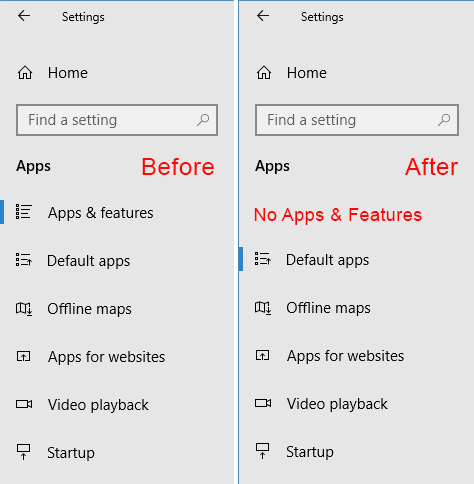 Settings
Home
Find a setting
Apps
Before
Apps & features
Default apps
Offline maps
Apps for websites
Video playback
Startup
Settings
Home
Find a setting
Apps
After
No Apps & Features
Default apps
Offline maps
Apps for websites
Video playback
Startup